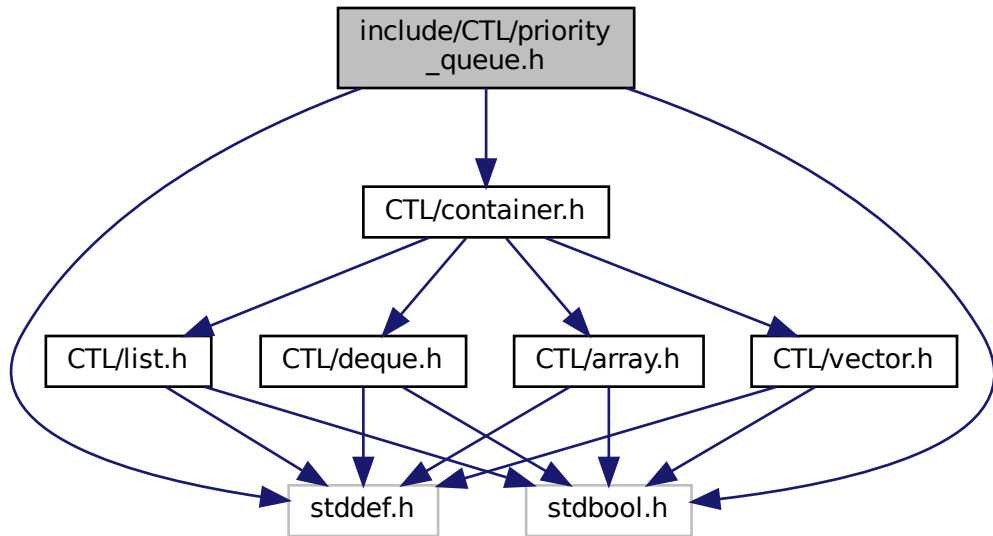 include/CTL/priority
_queue.h
CTL/container.h
CTL/list.h
CTL/deque.h
CTL/array.h
CTL/vector.h
stddef.h
stdbool.h